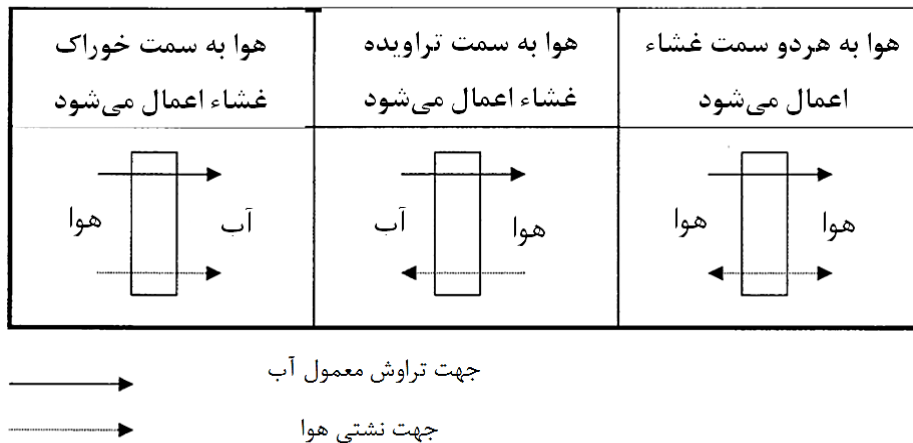 هوا به هردو سمت غشاء
اعمال می‌شود
هوا به سمت تراویده
غشاء اعمال می‌شود
هوا به سمت خوراک
غشاء اعمال می‌شود
هوا
هوا
آب
هوا
هوا
آب
جهت تراوش معمول آب
جهت نشتی هوا